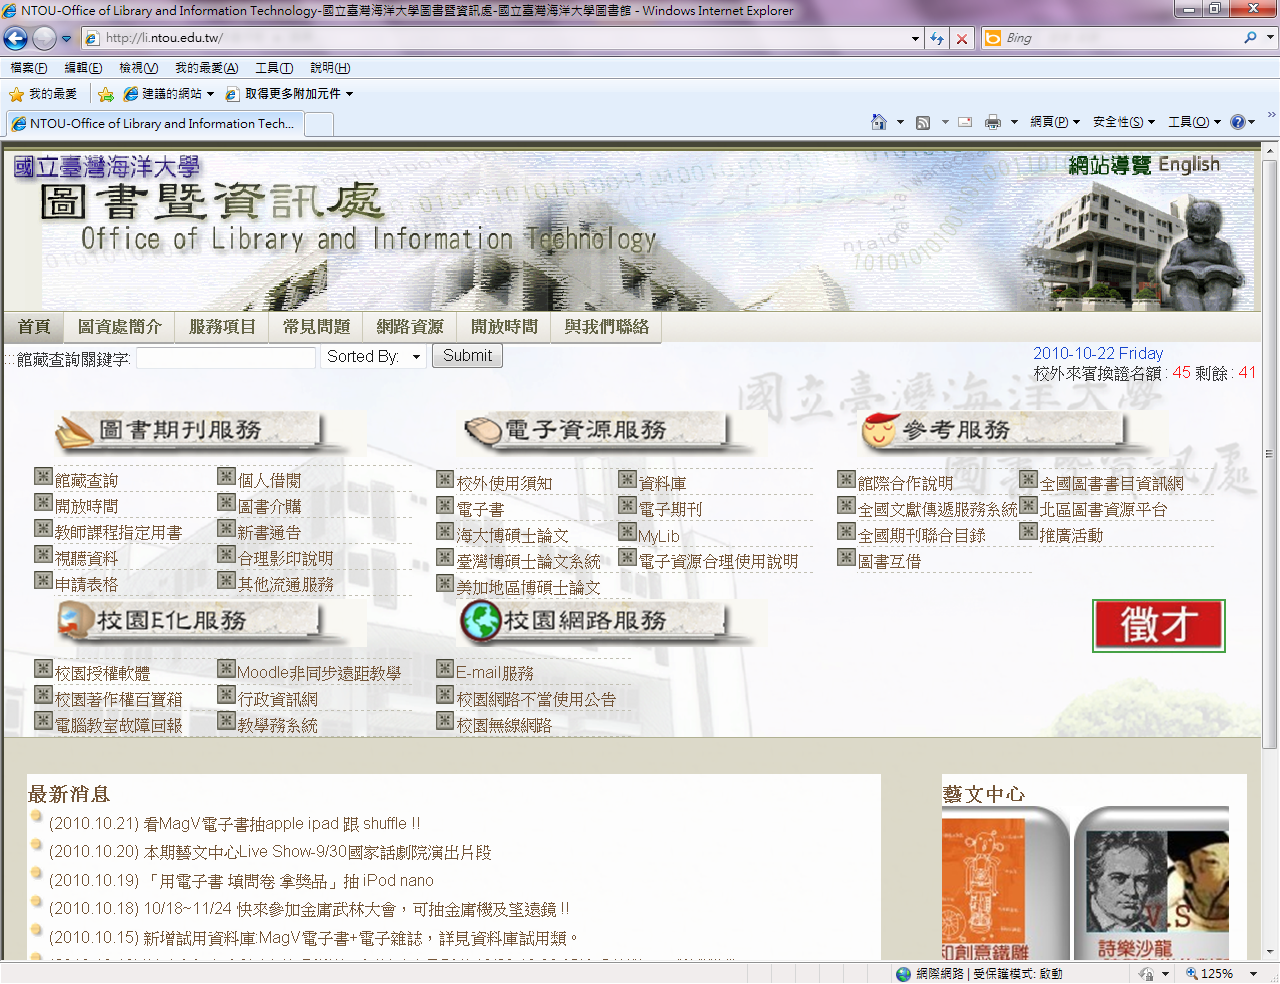 NTOU-Office of Library and Information Technology-國立臺灣海洋大學圖書暨資訊處-國立臺灣海洋大學圖書館 - Windows Internet Explorer
http://li.ntou.edu.tw/
Bing
檔案(F) 編輯(E) 檢視(V) 我的最愛(A) 工具(T) 說明(H)
我的最愛 建議的網站 取得更多附加元件
NTOU-Office of Library and Information Tech...
網頁(P) 安全性(S) 工具(O)
國立臺灣海洋大學
圖書暨資訊處
Office of Library and Information Technology
網站導覽 English
首頁 圖資處簡介 服務項目 常見問題 網路資源 開放時間 與我們聯絡
:::館藏查詢關鍵字: Sorted By: Submit
2010-10-22 Friday
校外來賓換證名額 : 45 剩餘 : 41
國立臺灣海洋大學
圖書暨資訊處
圖書期刊服務
館藏查詢 個人借閱
開放時間 圖書介購
教師課程指定用書 新書通告
視聽資料 合理影印說明
申請表格 其他流通服務
電子資源服務
校外使用須知 資料庫
電子書 電子期刊
海大博碩士論文 MyLib
臺灣博碩士論文系統 電子資源合理使用說明
美加地區博碩士論文
參考服務
館際合作說明 全國圖書書目資訊網
全國文獻傳遞服務系統 北區圖書資源平台
全國期刊聯合目錄 推廣活動
圖書互借
校園E化服務
校園授權軟體 Moodle非同步遠距教學
校園著作權百寶箱 行政資訊網
電腦教室故障回報 教學務系統
校園網路服務
E-mail服務
校園網路不當使用公告
校園無線網路
徵才
最新消息
(2010.10.21) 看MagV電子書抽apple ipad 跟 shuffle !!
(2010.10.20) 本期藝文中心Live Show-9/30國家話劇院演出片段
(2010.10.19) 「用電子書 填問卷 拿獎品」抽 iPod nano
(2010.10.18) 10/18~11/24 快來參加金庸武林大會，可抽金庸機及望遠鏡 !!
(2010.10.15) 新增試用資料庫:MagV電子書+電子雜誌，詳見資料庫試用類。
藝文中心
和創意鐵雕
V.S
詩樂沙龍
網際網路 | 受保護模式: 啟動
125%